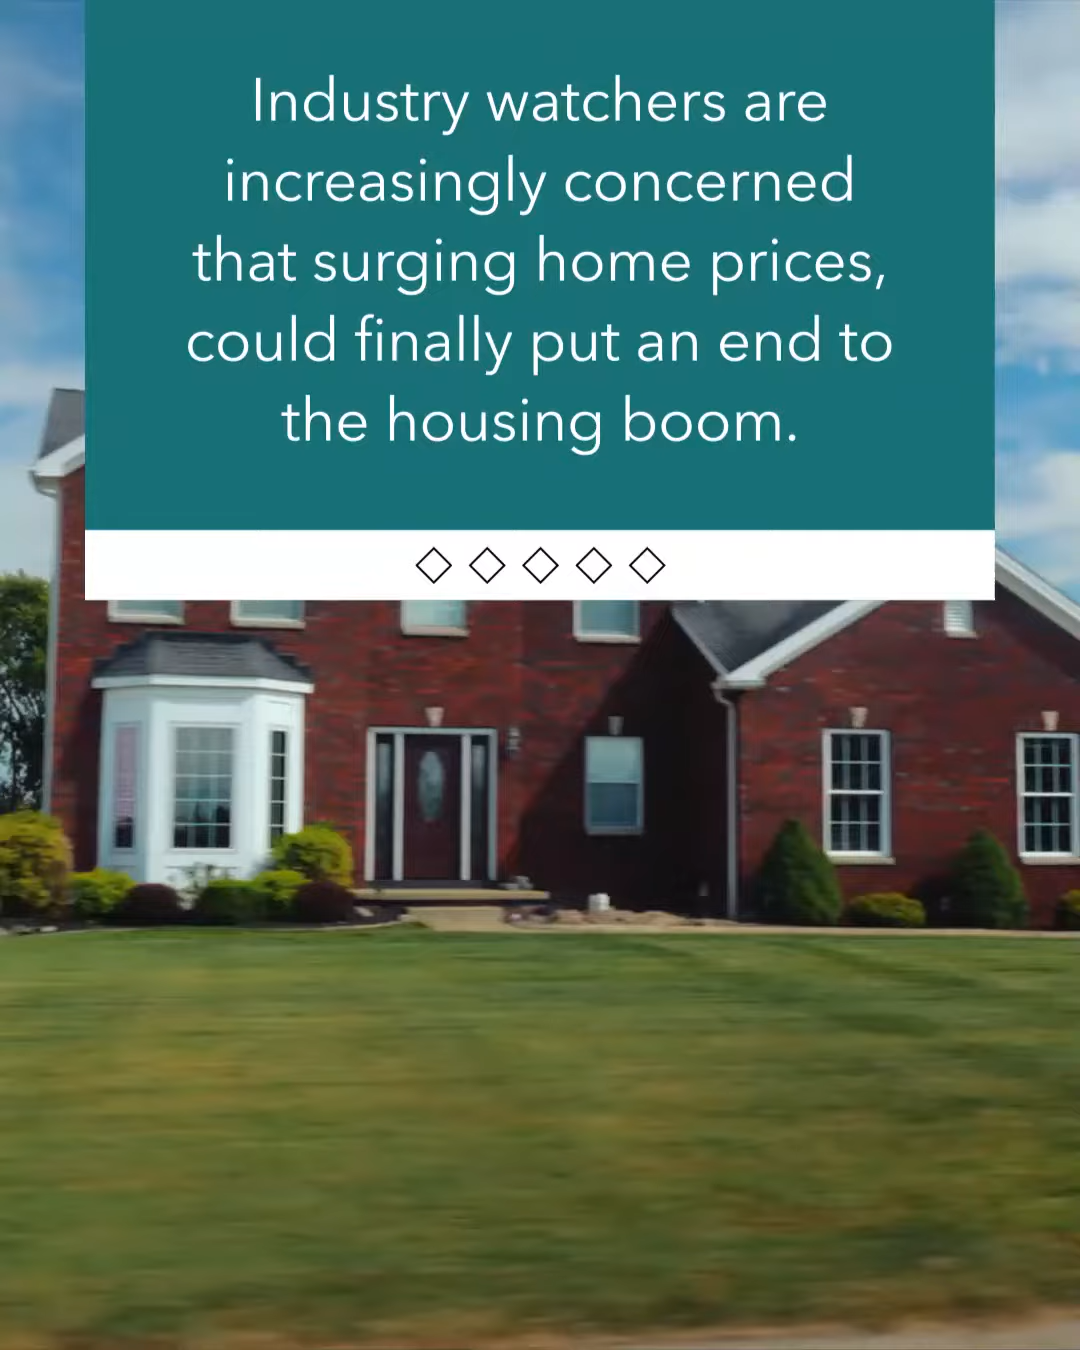 Industry watchers are
increasingly concerned
that surging home prices,
could finally put an end to
the housing boom.